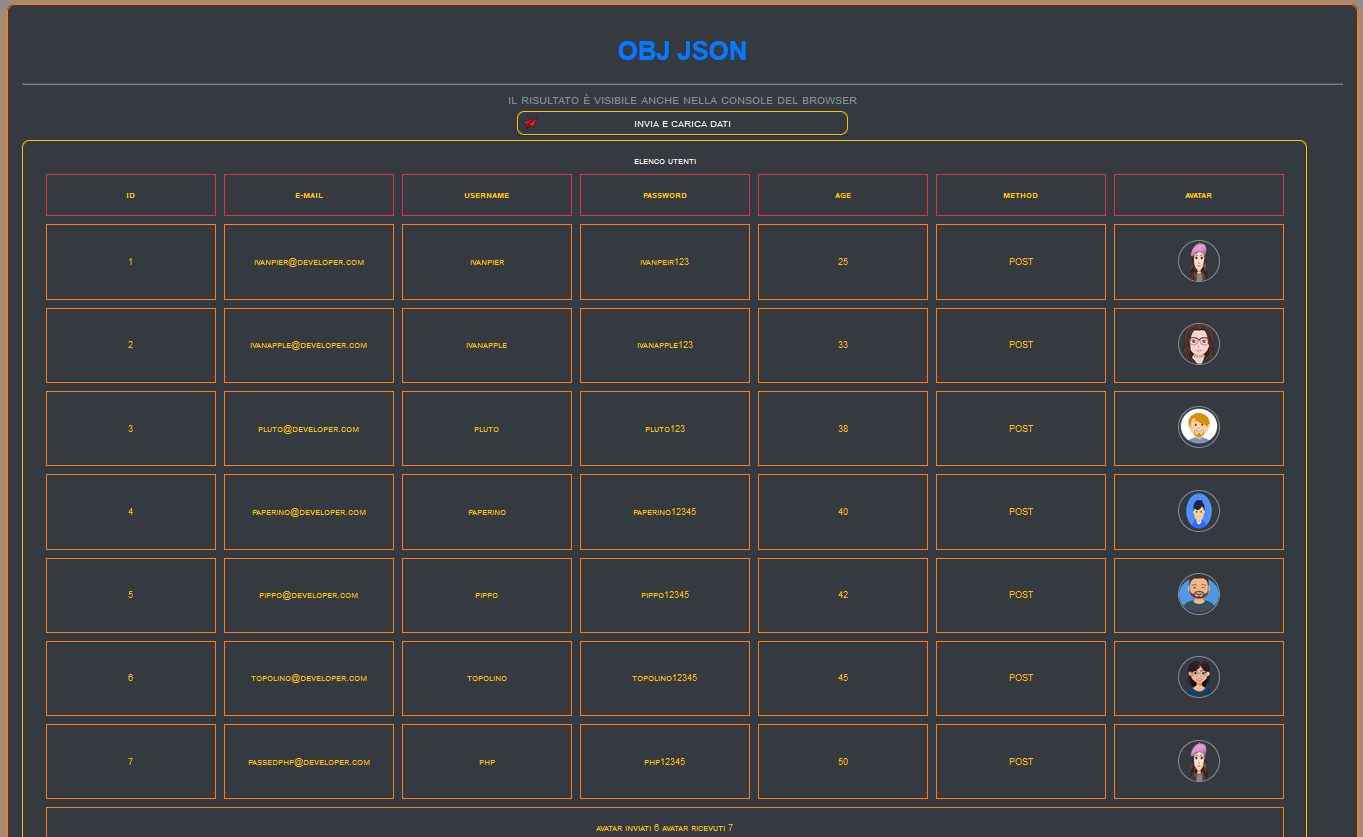 OBJ JSON
IL RISULTATO È VISIBILE ANCHE NELLA CONSOLE DEL BROWSER
INVIA E CARICA DATI
ELENCO UTENTI
ID E-MAIL USERNAME PASSWORD AGE METHOD AVATAR
1 IVANPIER@DEVELOPER.COM IVANPIER IVANPEIR123 25 POST
2 IVANAPPLE@DEVELOPER.COM IVANAPPLE IVANAPPLE123 33 POST
3 PLUTO@DEVELOPER.COM PLUTO PLUTO123 38 POST
4 PAPERINO@DEVELOPER.COM PAPERINO PAPERINO12345 40 POST
5 PIPPO@DEVELOPER.COM PIPPO PIPPO12345 42 POST
6 TOPOLINO@DEVELOPER.COM TOPOLINO TOPOLINO12345 45 POST
7 PASSEDPHP@DEVELOPER.COM PHP PHP12345 50 POST
AVATAR INVIATI 6 AVATAR RICEVUTI 7